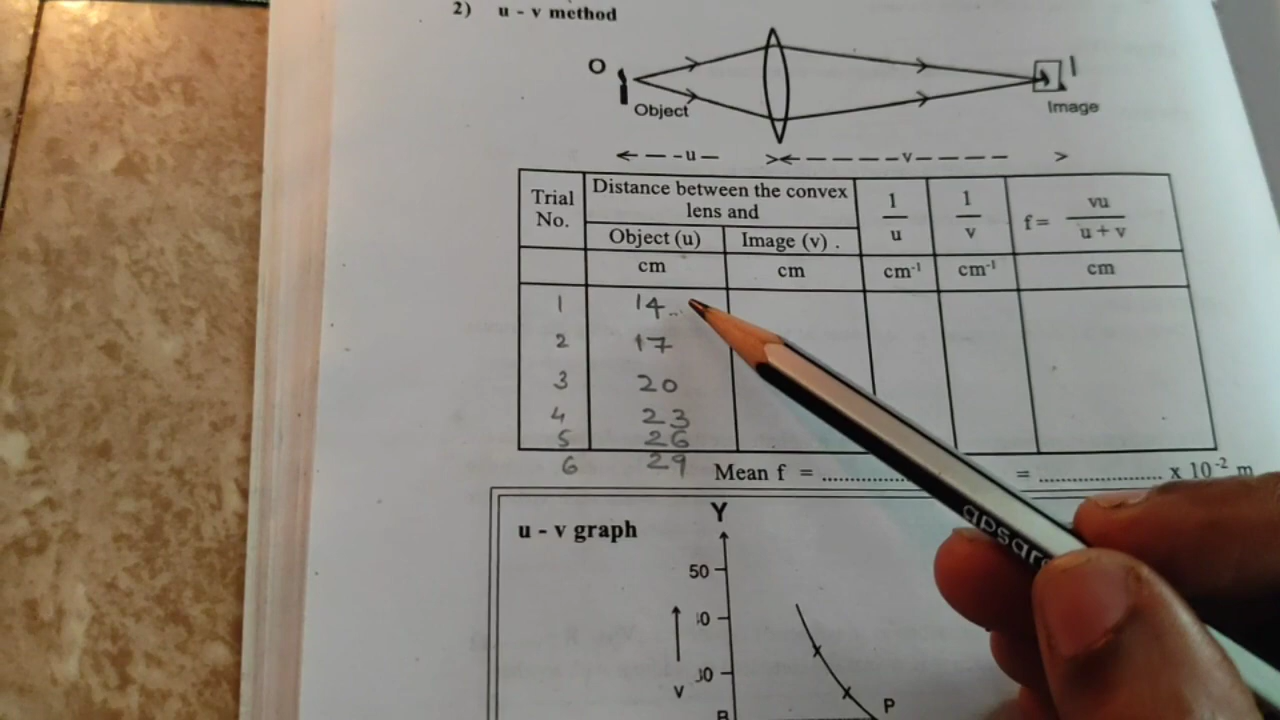 2) u - v method
O
I
Object
Image
← - - -u- - >← - - - - - -v- - - - - - >
Trial No.
Distance between the convex lens and
1/u
1/v
f = vu/u + v
Object (u)
Image (v) .
cm
cm
cm-1
cm-1
cm
1 14
2 17
3 20
4 23
5 26
6 29
Mean f = .................. = .................. x 10-2 m
u - v graph
Y
50
v
P
B
apsara